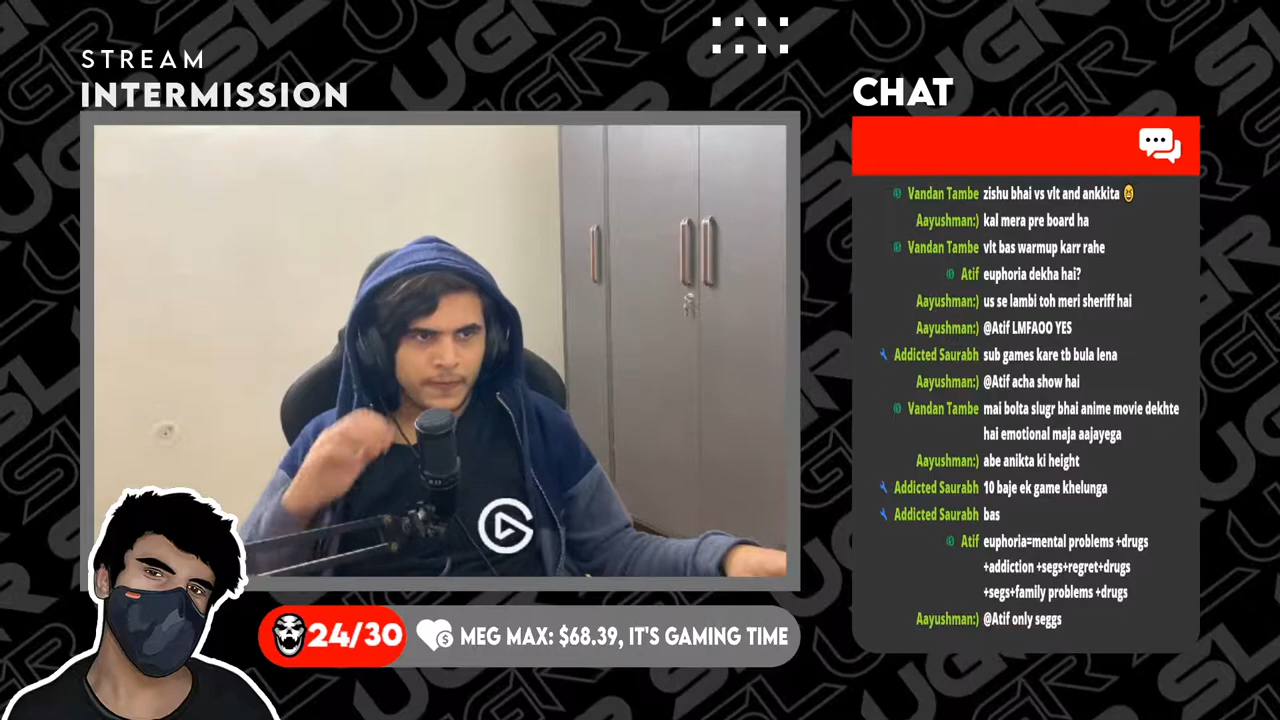 STREAM
INTERMISSION
CHAT
Vandan Tambe zishu bhai vs vlt and ankkita
Aayushman:) kal mera pre board ha
Vandan Tambe vlt bas warmup karr rahe
Atif euphoria dekha hai?
Aayushman:) us se lambi toh meri sheriff hai
Aayushman:) @Atif LMFAOO YES
Addicted Saurabh sub games kare tb bula lena
Aayushman:) @Atif acha show hai
Vandan Tambe mai bolta slugr bhai anime movie dekhte
hai emotional maja aajayega
Aayushman:) abe anikta ki height
Addicted Saurabh 10 baje ek game khelunga
Addicted Saurabh bas
Atif euphoria=mental problems +drugs
+addiction +segs+regret+drugs
+segs+family problems +drugs
Aayushman:) @Atif only seggs
24/30
MEG MAX: $68.39, IT'S GAMING TIME